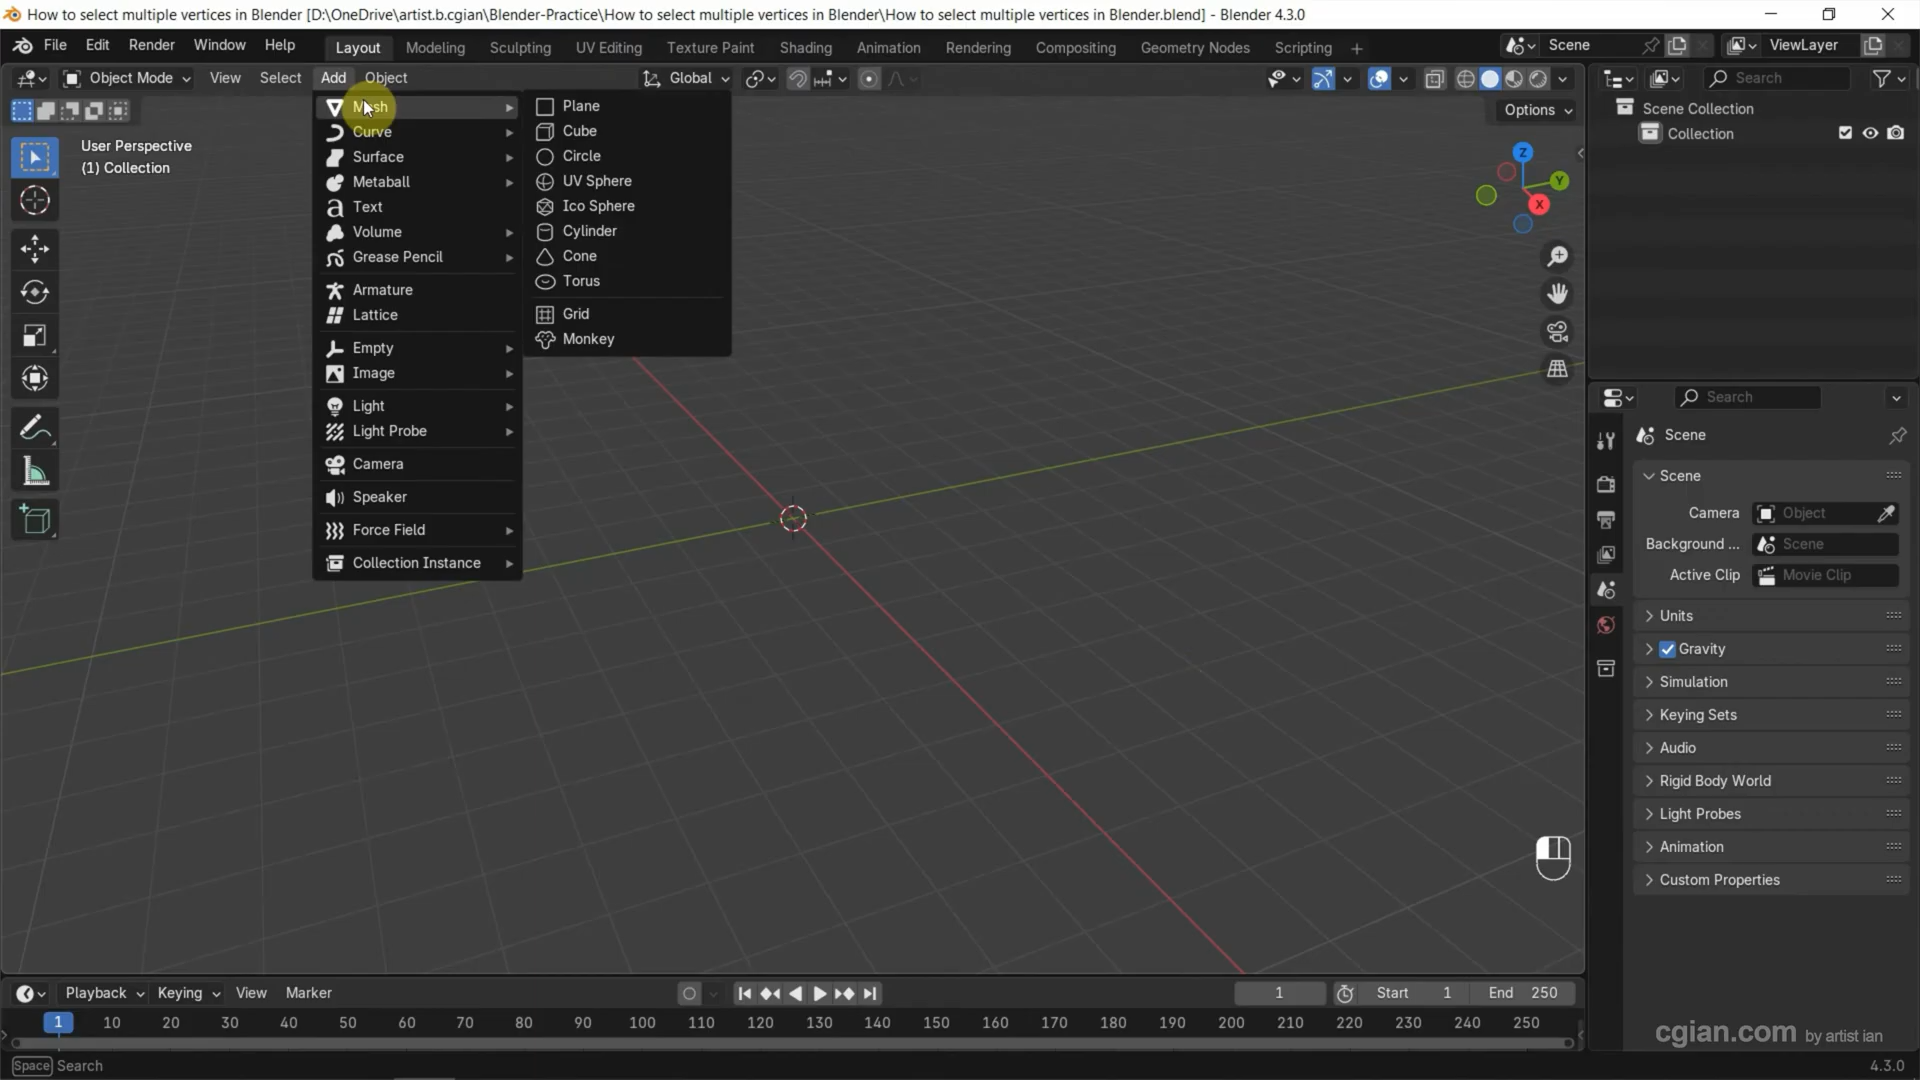 How to select multiple vertices in Blender [D:\OneDrive\artist.b.cgian\Blender-Practice\How to select multiple vertices in Blender\How to select multiple vertices in Blender.blend] - Blender 4.3.0
File Edit Render Window Help Layout Modeling Sculpting UV Editing Texture Paint Shading Animation Rendering Compositing Geometry Nodes Scripting + Scene ViewLayer
Object Mode View Select Add Object Global Search
Options
User Perspective
(1) Collection
Mesh
Curve
Surface
Metaball
Text
Volume
Grease Pencil
Armature
Lattice
Empty
Image
Light
Light Probe
Camera
Speaker
Force Field
Collection Instance
Plane
Cube
Circle
UV Sphere
Ico Sphere
Cylinder
Cone
Torus
Grid
Monkey
Z
Y
X
Scene Collection
Collection
Search
Scene
Scene
Camera Object
Background ... Scene
Active Clip Movie Clip
Units
Gravity
Simulation
Keying Sets
Audio
Rigid Body World
Light Probes
Animation
Custom Properties
Playback Keying View Marker 1 Start 1 End 250
1 10 20 30 40 50 60 70 80 90 100 110 120 130 140 150 160 170 180 190 200 210 220 230 240 250
cgian.com by artist ian
Space Search 4.3.0